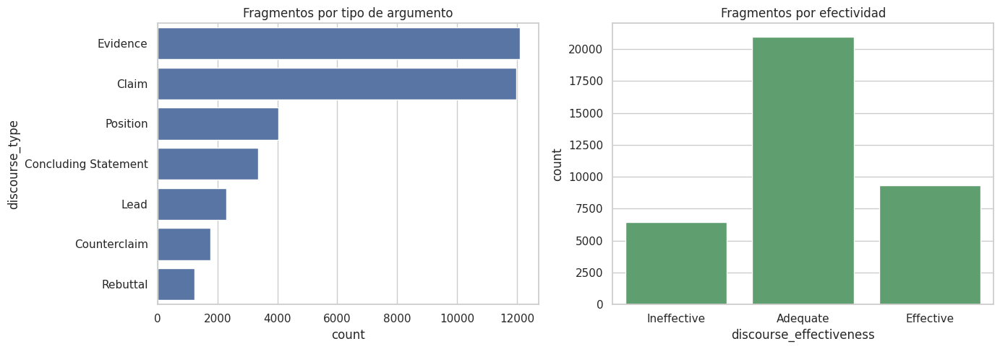 Fragmentos por tipo de argumento
discourse_type
Evidence
Claim
Position
Concluding Statement
Lead
Counterclaim
Rebuttal
0 2000 4000 6000 8000 10000 12000
count
Fragmentos por efectividad
count
20000
17500
15000
12500
10000
7500
5000
2500
0
Ineffective Adequate Effective
discourse_effectiveness